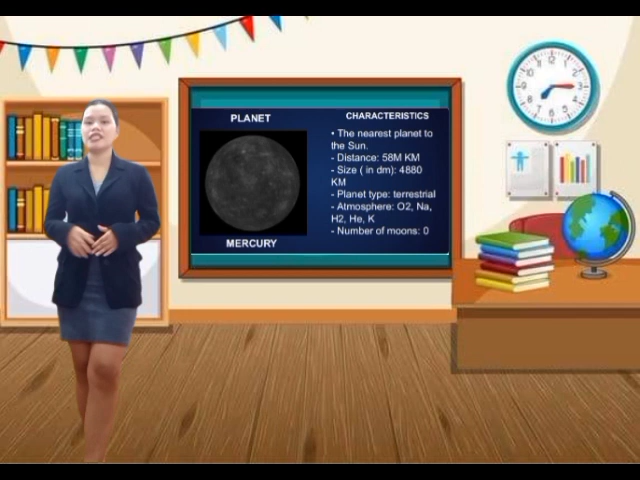 PLANET
MERCURY
CHARACTERISTICS
• The nearest planet to
the Sun.
- Distance: 58M KM
- Size ( in dm): 4880
KM
- Planet type: terrestrial
- Atmosphere: O2, Na,
H2, He, K
- Number of moons: 0